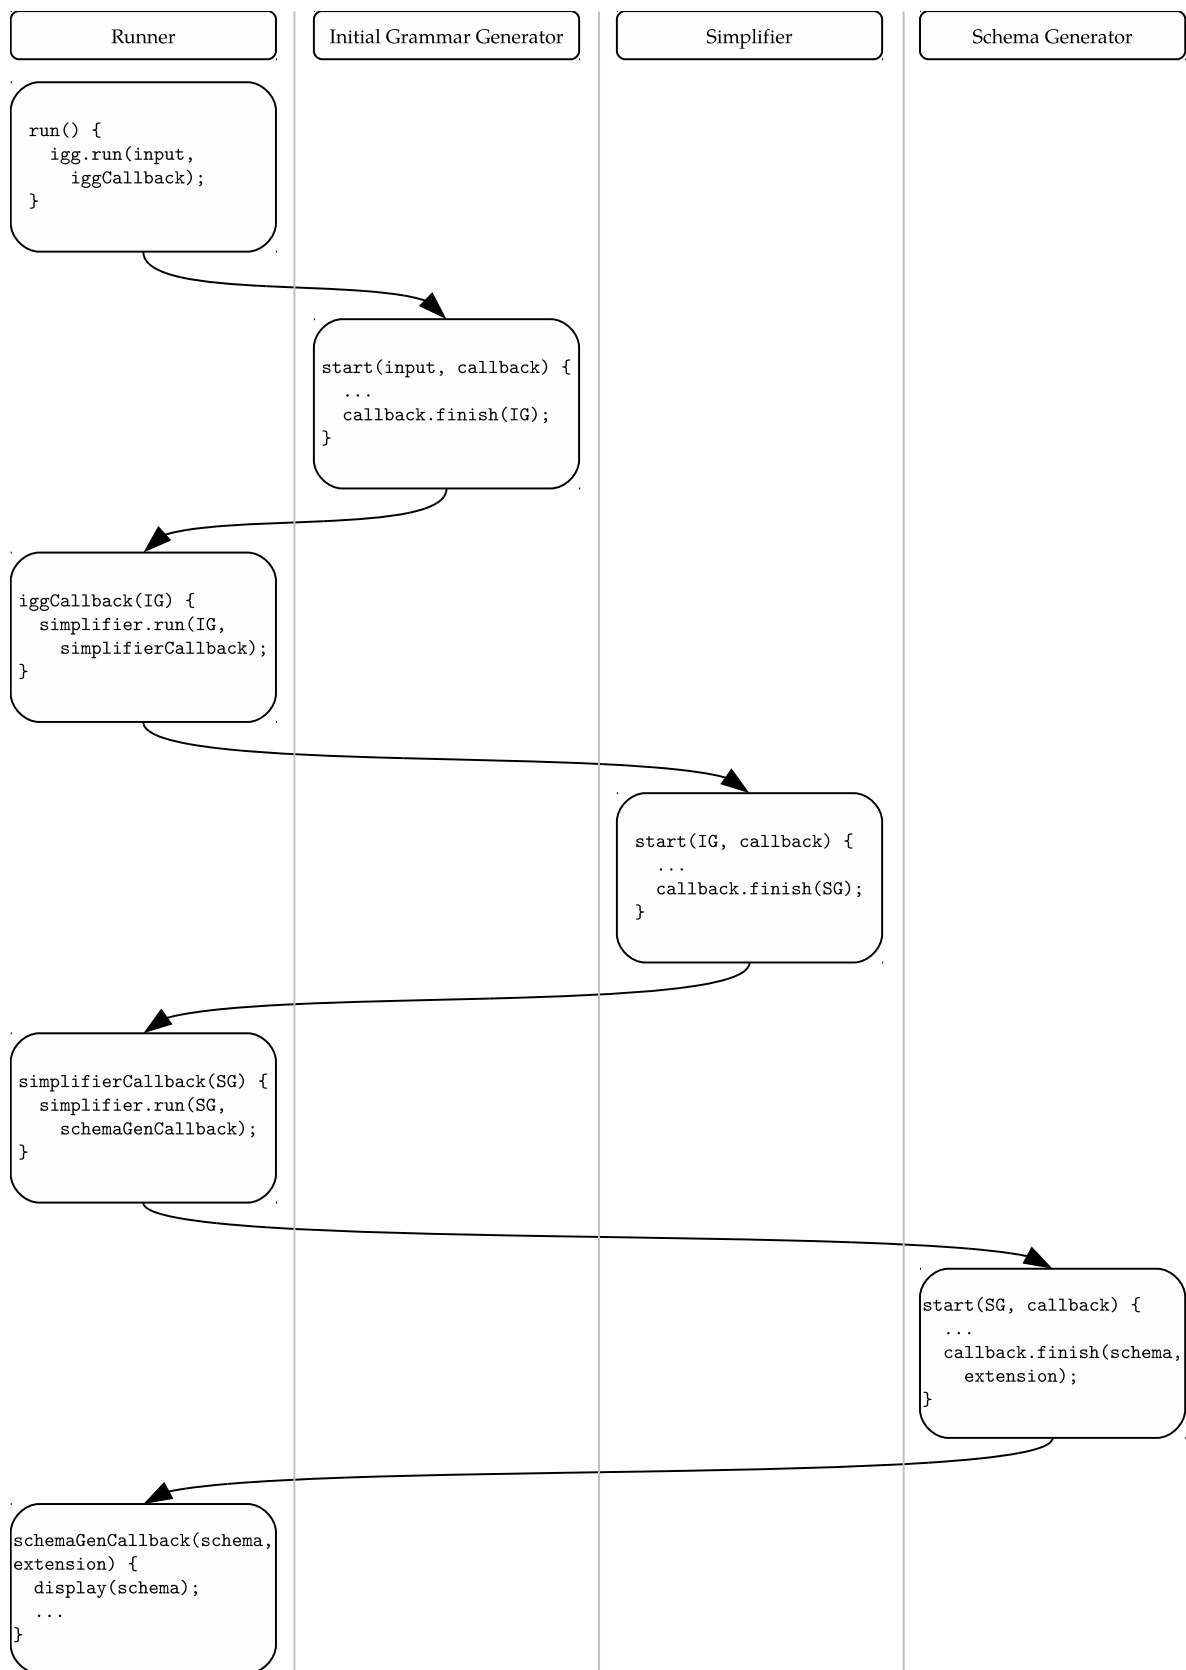 Runner
Initial Grammar Generator
Simplifier
Schema Generator
run() {
  igg.run(input,
    iggCallback);
}
start(input, callback) {
  ...
  callback.finish(IG);
}
iggCallback(IG) {
  simplifier.run(IG,
    simplifierCallback);
}
start(IG, callback) {
  ...
  callback.finish(SG);
}
simplifierCallback(SG) {
  simplifier.run(SG,
    schemaGenCallback);
}
start(SG, callback) {
  ...
  callback.finish(schema,
    extension);
}
schemaGenCallback(schema,
extension) {
  display(schema);
  ...
}